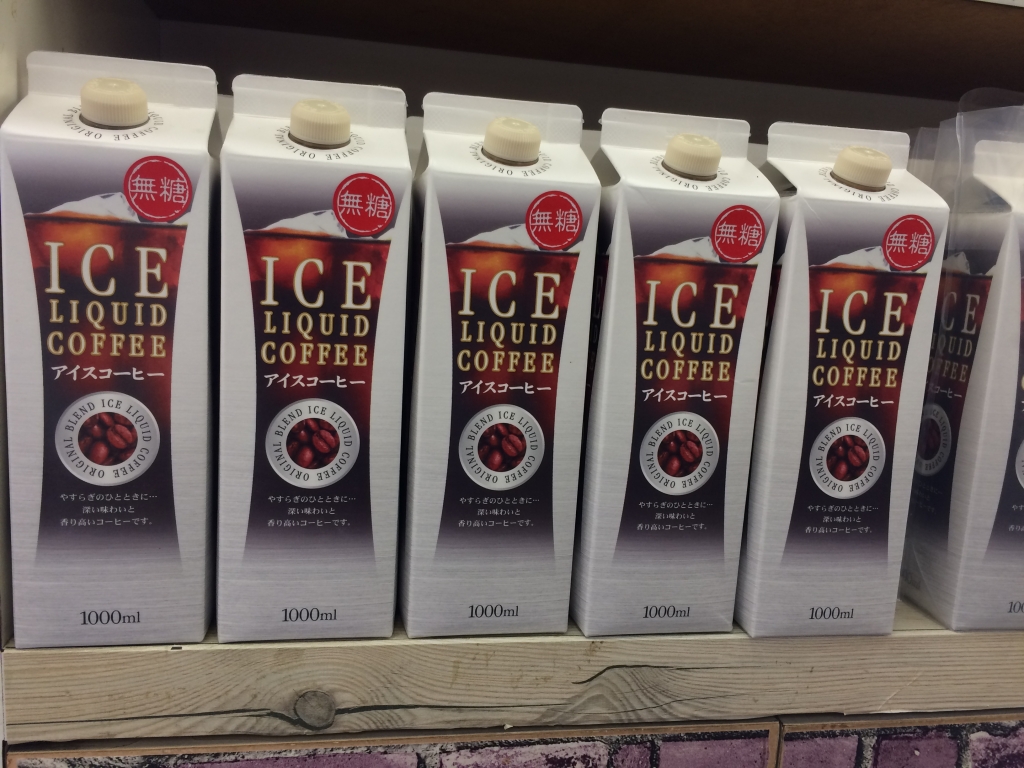 無糖
ICE
LIQUID
COFFEE
アイスコーヒー
ORIGINAL BLEND ICE LIQUID COFFEE
やすらぎのひとときに…
深い味わいと
香り高いコーヒーです。
1000ml
無糖
ICE
LIQUID
COFFEE
アイスコーヒー
ORIGINAL BLEND ICE LIQUID COFFEE
やすらぎのひとときに…
深い味わいと
香り高いコーヒーです。
1000ml
無糖
ICE
LIQUID
COFFEE
アイスコーヒー
ORIGINAL BLEND ICE LIQUID COFFEE
やすらぎのひとときに…
深い味わいと
香り高いコーヒーです。
1000ml
無糖
ICE
LIQUID
COFFEE
アイスコーヒー
ORIGINAL BLEND ICE LIQUID COFFEE
やすらぎのひとときに…
深い味わいと
香り高いコーヒーです。
1000ml
無糖
ICE
LIQUID
COFFEE
アイスコーヒー
ORIGINAL BLEND ICE LIQUID COFFEE
やすらぎのひとときに…
深い味わいと
香り高いコーヒーです。
1000ml